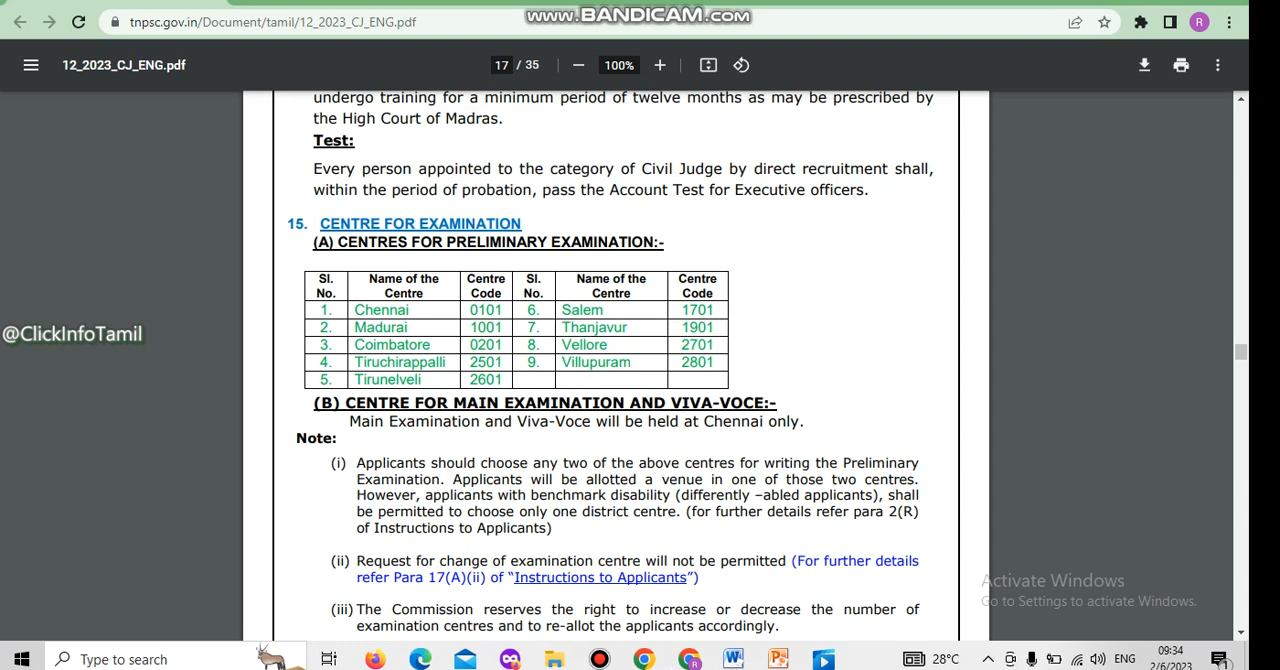 www.BANDICAM.com
tnpsc.gov.in/Document/tamil/12_2023_CJ_ENG.pdf
R
12_2023_CJ_ENG.pdf
17 / 35
100%
undergo training for a minimum period of twelve months as may be prescribed by
the High Court of Madras.
Test:
Every person appointed to the category of Civil Judge by direct recruitment shall,
within the period of probation, pass the Account Test for Executive officers.
15. CENTRE FOR EXAMINATION
(A) CENTRES FOR PRELIMINARY EXAMINATION:-
Sl. No. Name of the Centre Centre Code Sl. No. Name of the Centre Centre Code
1. Chennai 0101 6. Salem 1701
2. Madurai 1001 7. Thanjavur 1901
3. Coimbatore 0201 8. Vellore 2701
4. Tiruchirappalli 2501 9. Villupuram 2801
5. Tirunelveli 2601
@ClickInfoTamil
(B) CENTRE FOR MAIN EXAMINATION AND VIVA-VOCE:-
Main Examination and Viva-Voce will be held at Chennai only.
Note:
(i) Applicants should choose any two of the above centres for writing the Preliminary
Examination. Applicants will be allotted a venue in one of those two centres.
However, applicants with benchmark disability (differently –abled applicants), shall
be permitted to choose only one district centre. (for further details refer para 2(R)
of Instructions to Applicants)
(ii) Request for change of examination centre will not be permitted (For further details
refer Para 17(A)(ii) of “Instructions to Applicants”)
(iii) The Commission reserves the right to increase or decrease the number of
examination centres and to re-allot the applicants accordingly.
Activate Windows
Go to Settings to activate Windows.
Type here to search
28°C
ENG
09:34
2/6/2023
1